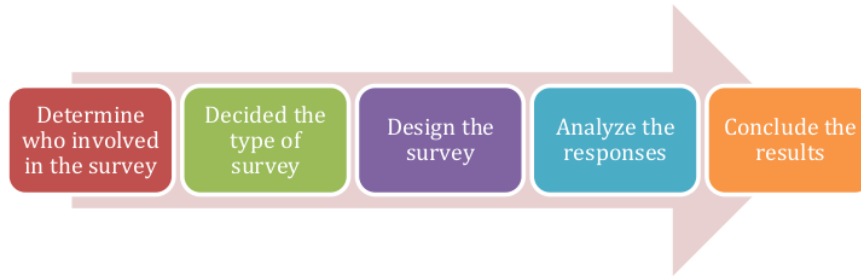 Determine
who involved
in the survey
Decided the
type of
survey
Design the
survey
Analyze the
responses
Conclude the
results